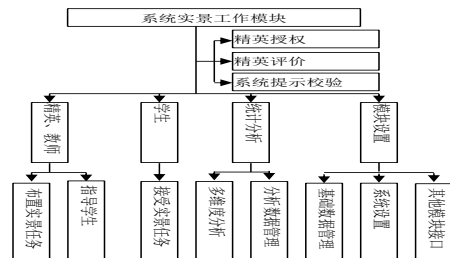 系统实景工作模块
精英授权
精英评价
系统提示校验
精英、教师
学生
统计分析
模块设置
布置实景任务
指导学生
接受实景任务
多维度分析
分析数据管理
基础数据管理
系统设置
其他模块接口